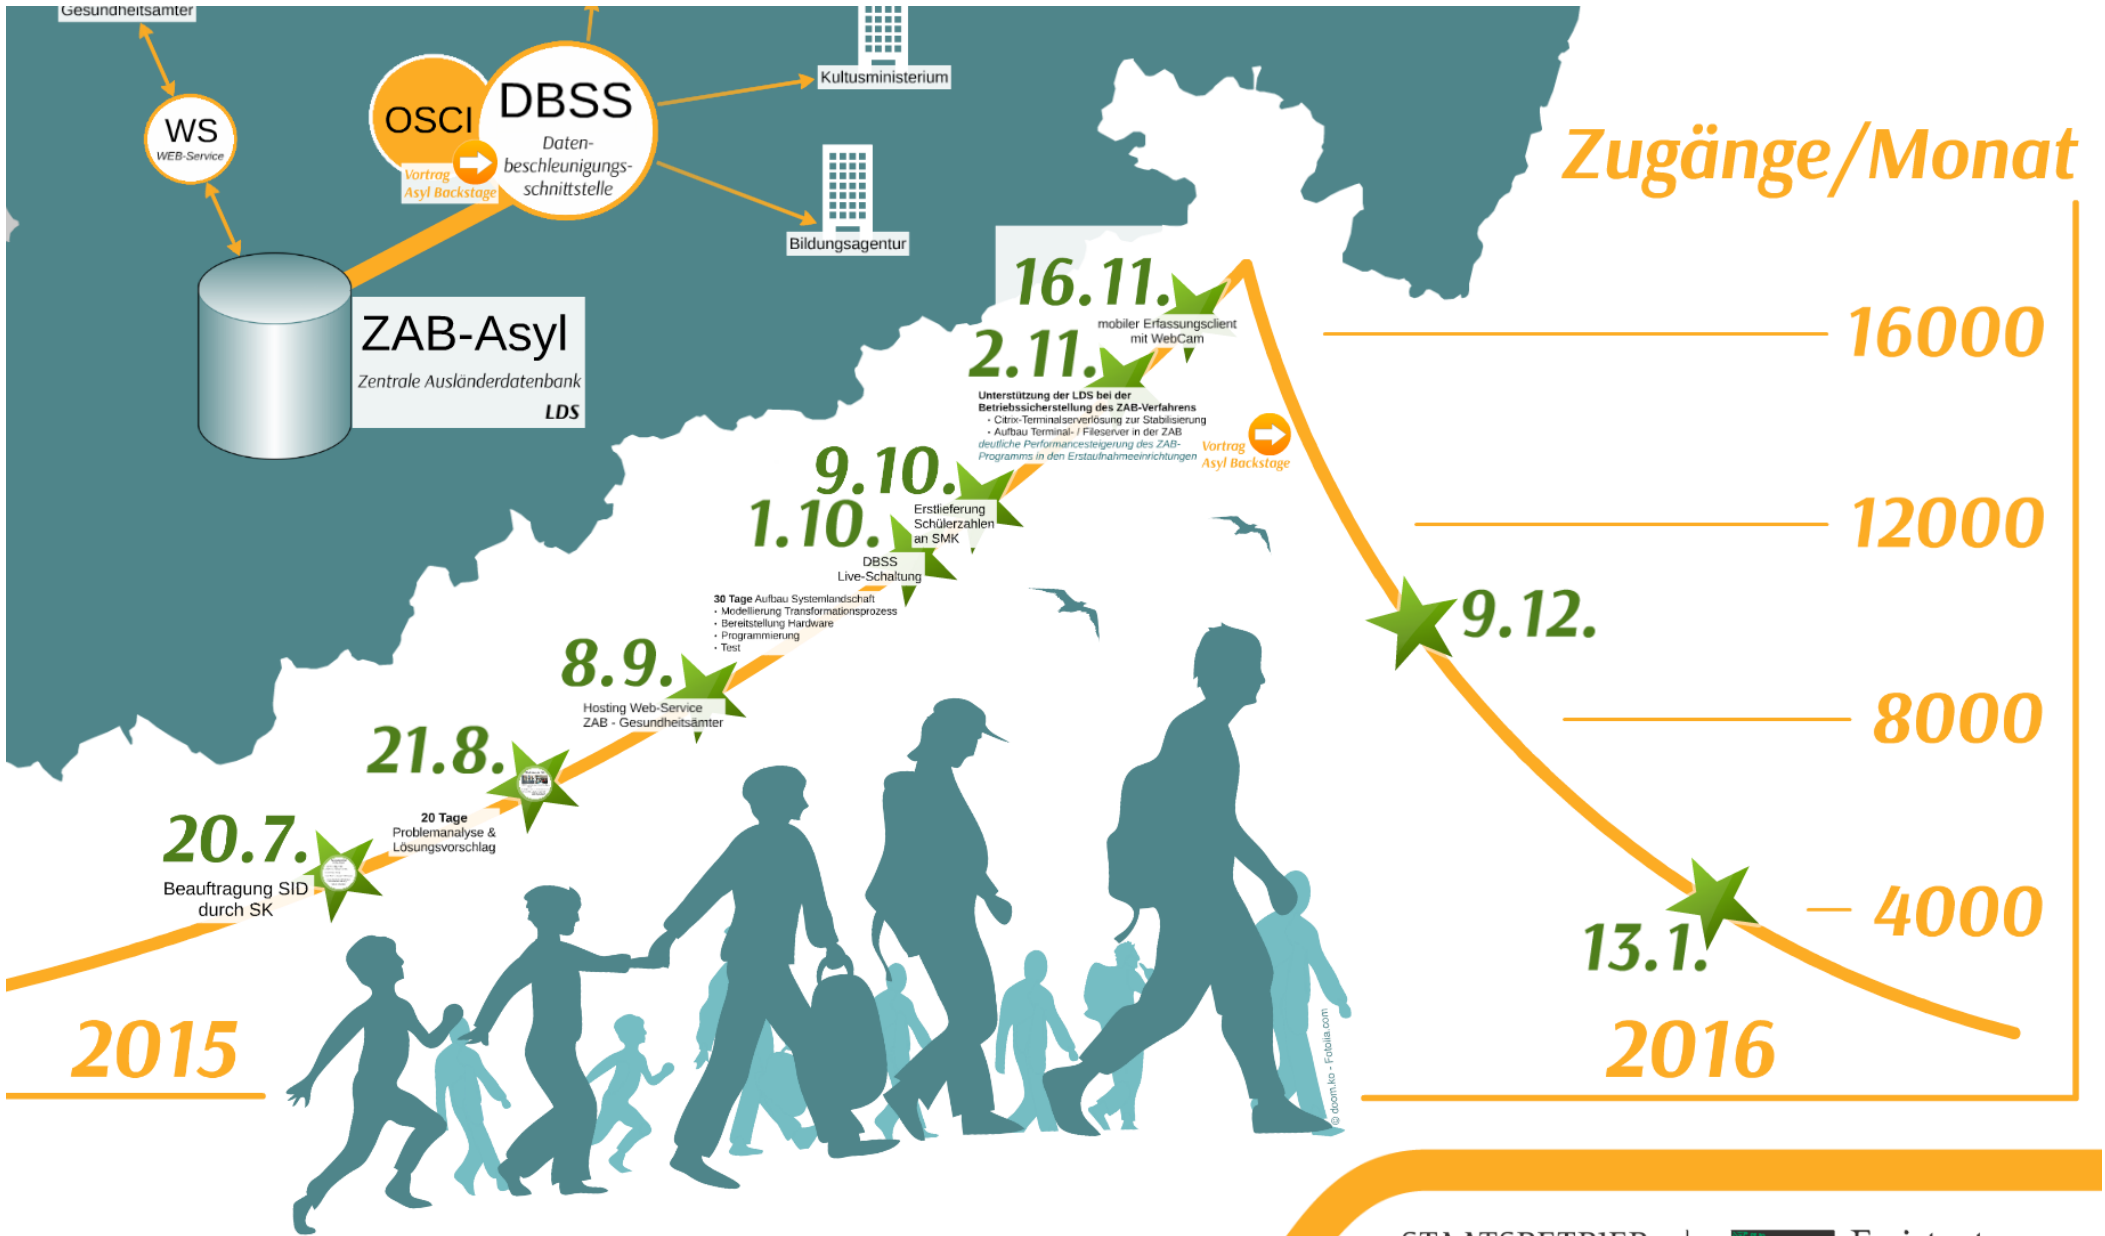 Gesundheitsämter
WS
WEB-Service
OSCI
DBSS
Daten-
beschleunigungs-
schnittstelle
Vortrag
Asyl Backstage
Kultusministerium
Bildungsagentur
ZAB-Asyl
Zentrale Ausländerdatenbank
LDS
Zugänge/Monat
16000
12000
8000
4000
16.11.
mobiler Erfassungsclient
mit WebCam
2.11.
Unterstützung der LDS bei der
Betriebssicherstellung des ZAB-Verfahrens
- Citrix-Terminalserverlösung zur Stabilisierung
- Aufbau Terminal- / Fileserver in der ZAB
deutliche Performancesteigerung des ZAB-
Programms in den Erstaufnahmeeinrichtungen
Vortrag
Asyl Backstage
9.10.
Erstlieferung
Schülerzahlen
an SMK
1.10.
DBSS
Live-Schaltung
30 Tage Aufbau Systemlandschaft
- Modellierung Transformationsprozess
- Bereitstellung Hardware
- Programmierung
- Test
8.9.
Hosting Web-Service
ZAB - Gesundheitsämter
21.8.
20 Tage
Problemanalyse &
Lösungsvorschlag
20.7.
Beauftragung SID
durch SK
9.12.
13.1.
2015
2016
© doom.ko - Fotolia.com
STAATSBETRIEB